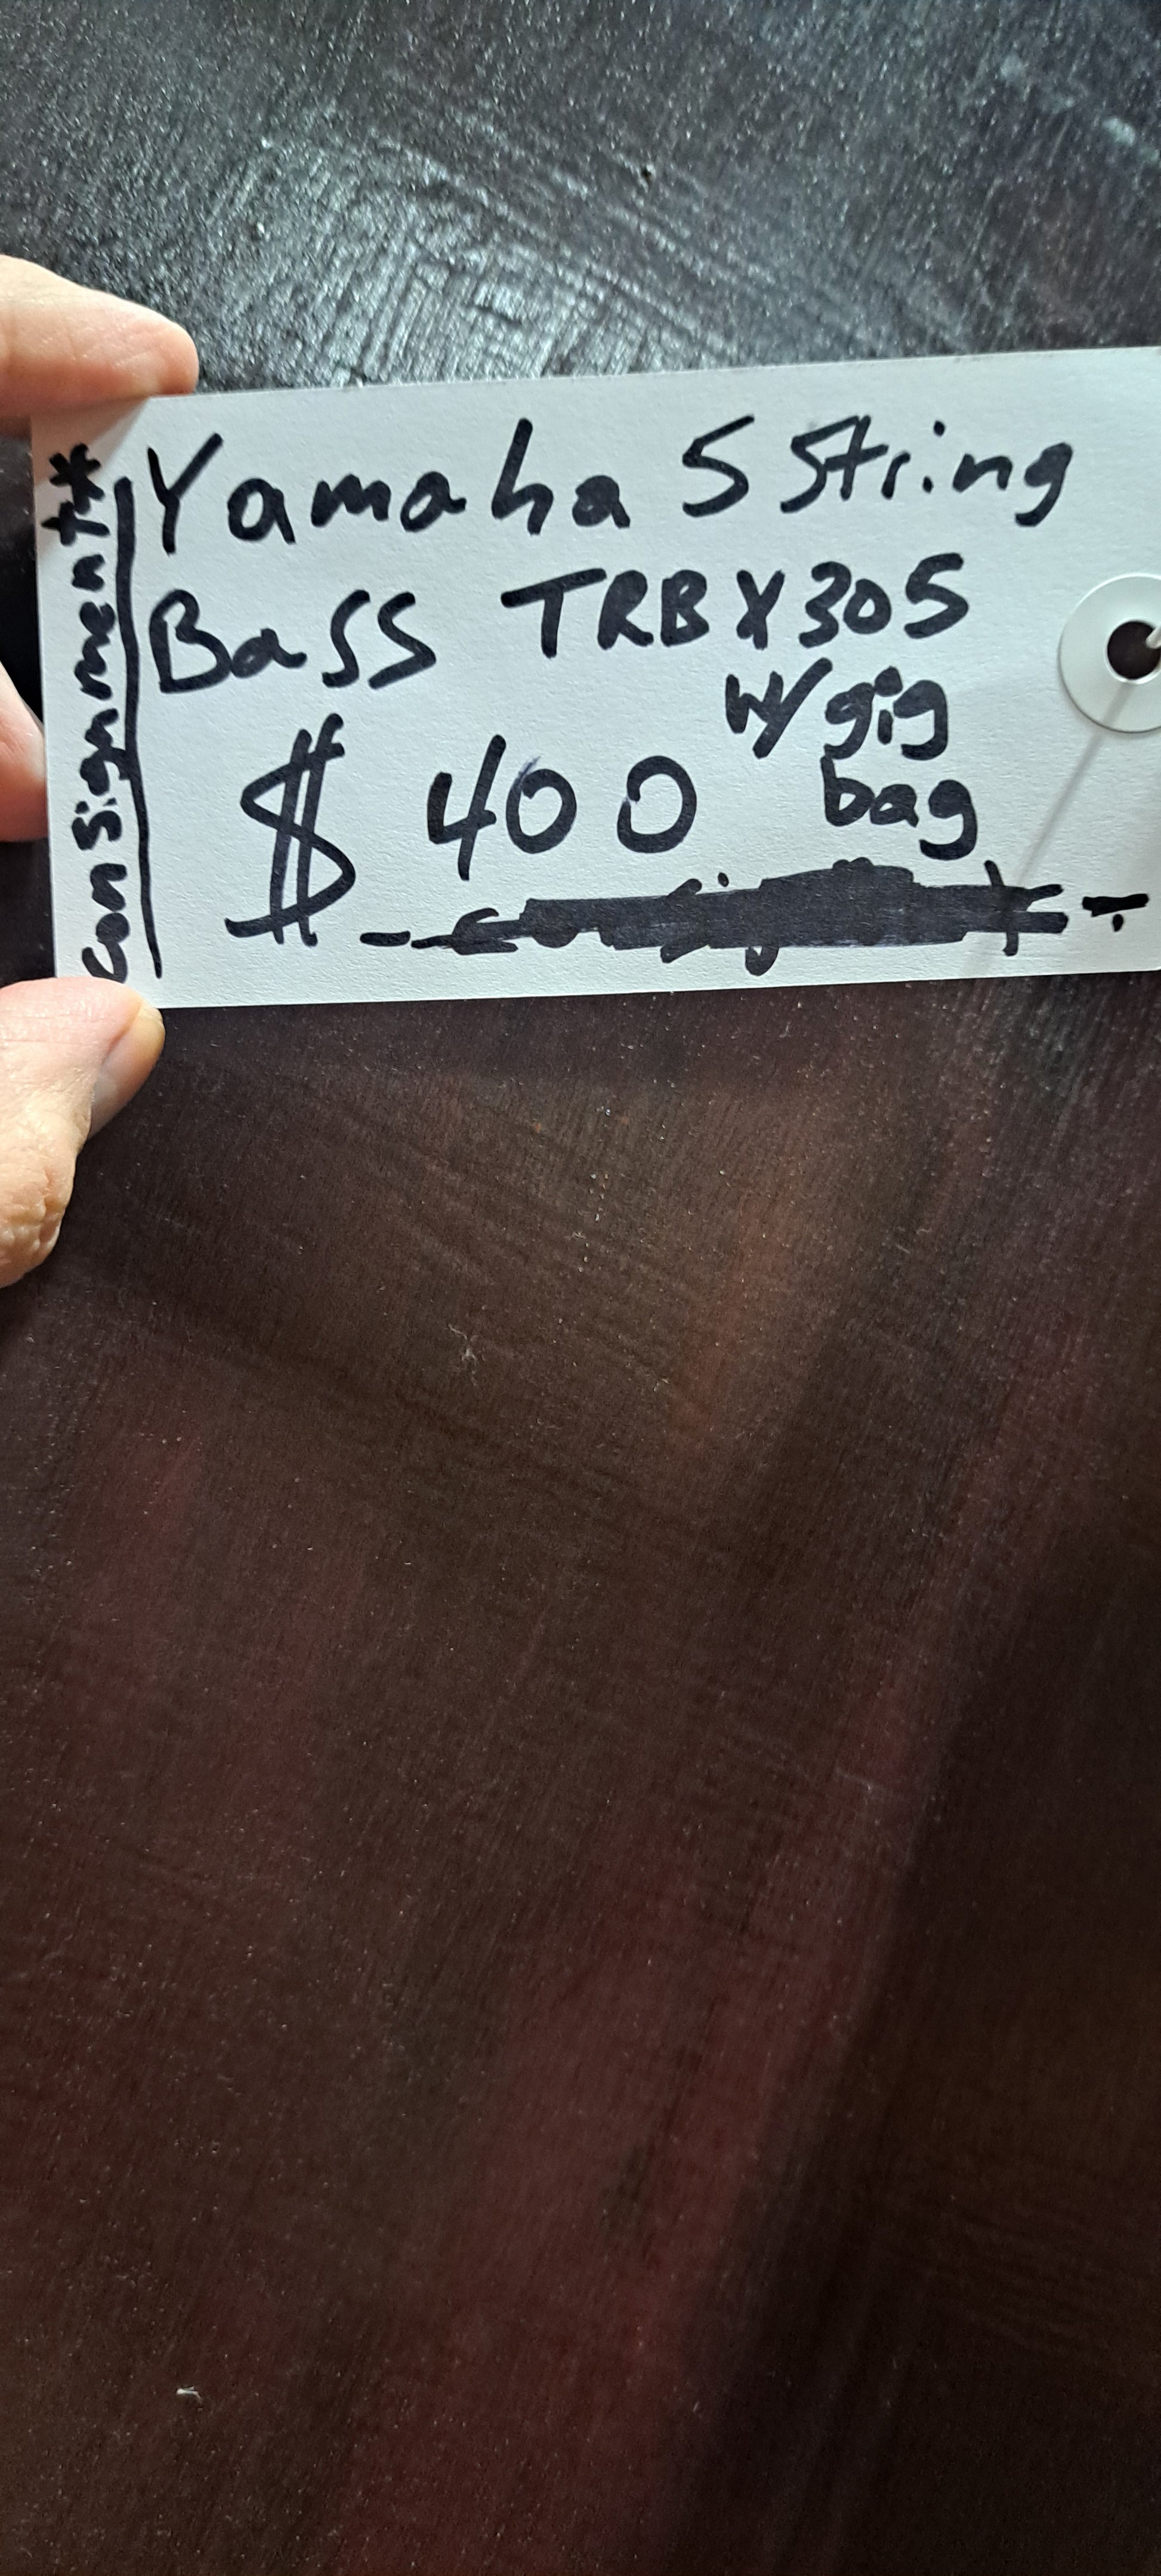 Yamaha 5 String
Bass TRBX305
w/ gig
bag
$ 400
Consignment**